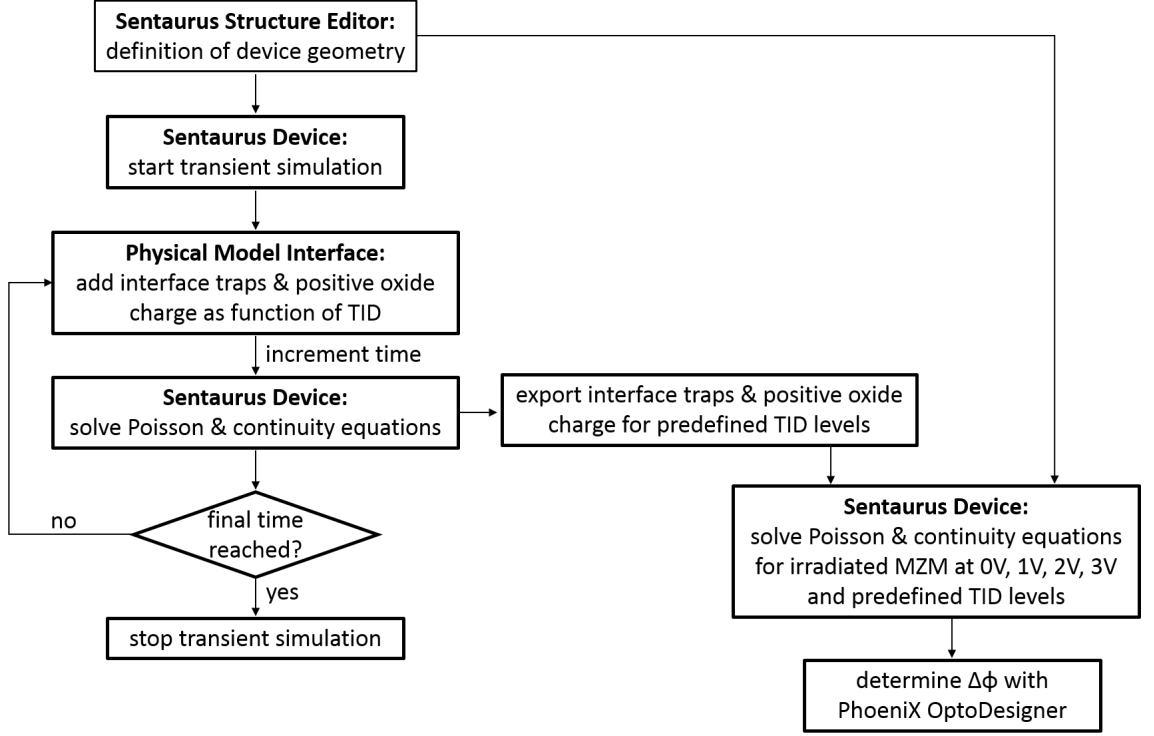 Sentaurus Structure Editor:
definition of device geometry
Sentaurus Device:
start transient simulation
Physical Model Interface:
add interface traps & positive oxide
charge as function of TID
increment time
Sentaurus Device:
solve Poisson & continuity equations
export interface traps & positive oxide
charge for predefined TID levels
no
final time
reached?
yes
stop transient simulation
Sentaurus Device:
solve Poisson & continuity equations
for irradiated MZM at 0V, 1V, 2V, 3V
and predefined TID levels
determine Δϕ with
PhoeniX OptoDesigner